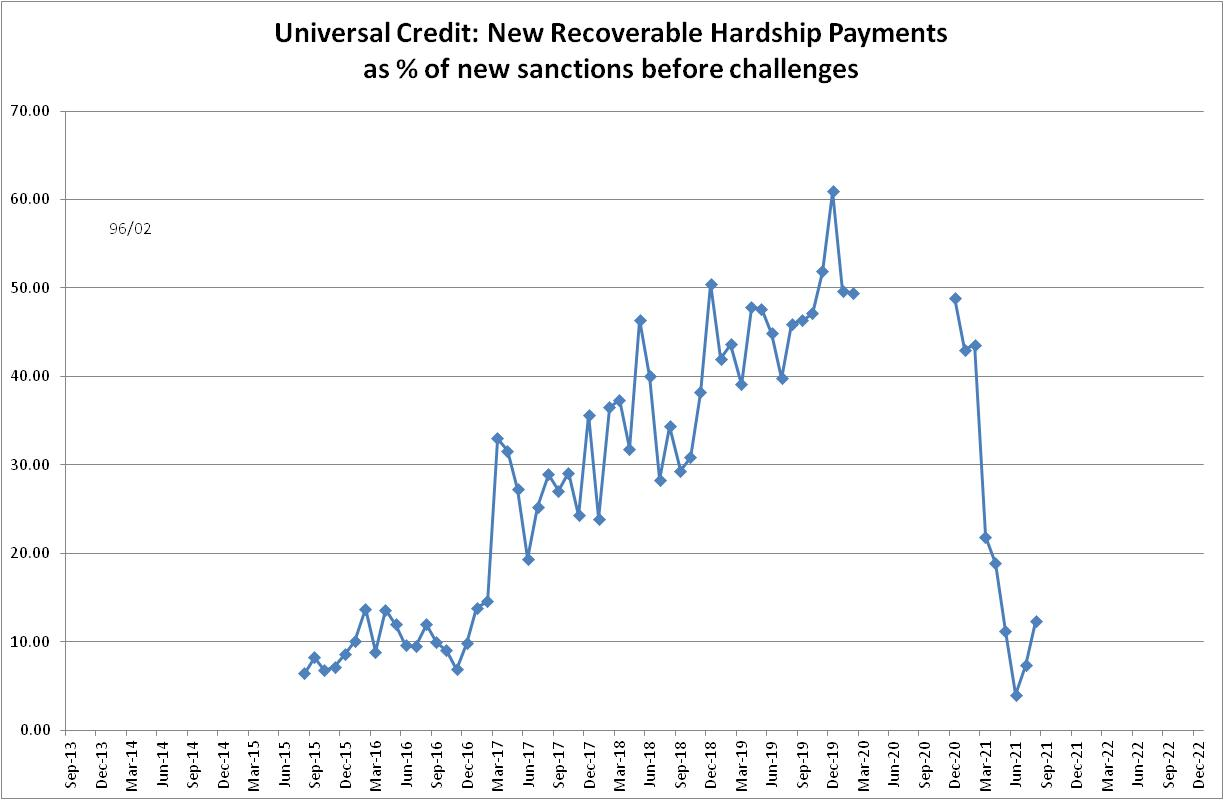 Universal Credit: New Recoverable Hardship Payments
as % of new sanctions before challenges
70.00
60.00
96/02
50.00
40.00
30.00
20.00
10.00
0.00
Sep-13
Dec-13
Mar-14
Jun-14
Sep-14
Dec-14
Mar-15
Jun-15
Sep-15
Dec-15
Mar-16
Jun-16
Sep-16
Dec-16
Mar-17
Jun-17
Sep-17
Dec-17
Mar-18
Jun-18
Sep-18
Dec-18
Mar-19
Jun-19
Sep-19
Dec-19
Mar-20
Jun-20
Sep-20
Dec-20
Mar-21
Jun-21
Sep-21
Dec-21
Mar-22
Jun-22
Sep-22
Dec-22